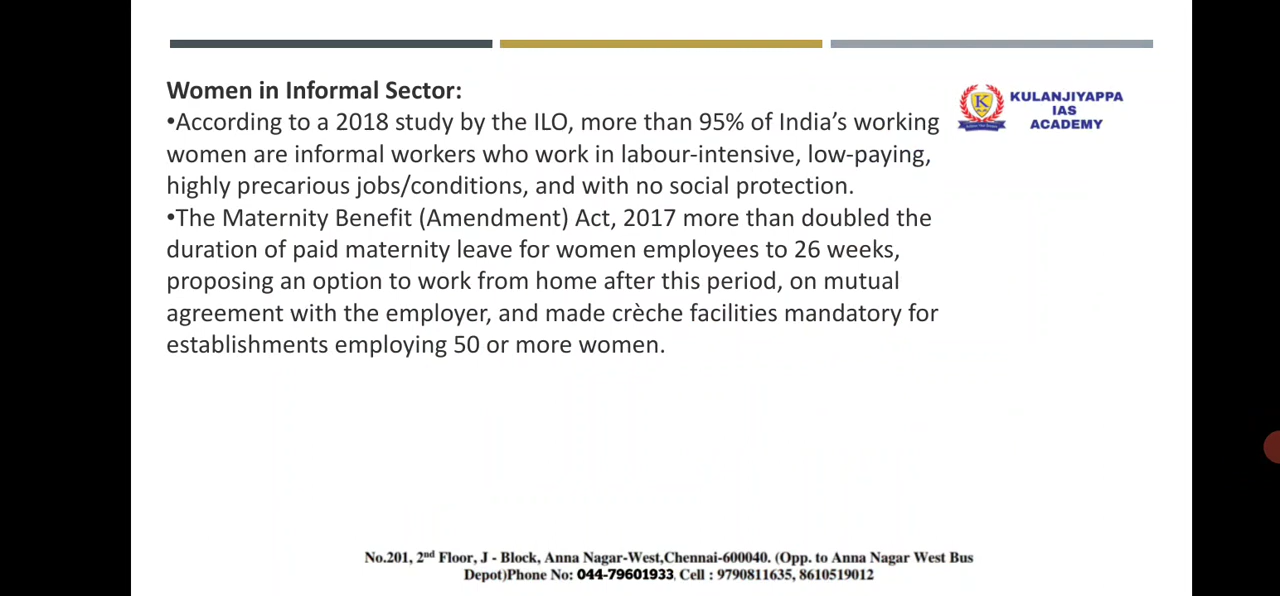 Women in Informal Sector:
•According to a 2018 study by the ILO, more than 95% of India’s working
women are informal workers who work in labour-intensive, low-paying,
highly precarious jobs/conditions, and with no social protection.
•The Maternity Benefit (Amendment) Act, 2017 more than doubled the
duration of paid maternity leave for women employees to 26 weeks,
proposing an option to work from home after this period, on mutual
agreement with the employer, and made crèche facilities mandatory for
establishments employing 50 or more women.
K
KULANJIYAPPA
IAS
ACADEMY
No.201, 2nd Floor, J - Block, Anna Nagar-West,Chennai-600040. (Opp. to Anna Nagar West Bus
Depot)Phone No: 044-79601933, Cell : 9790811635, 8610519012